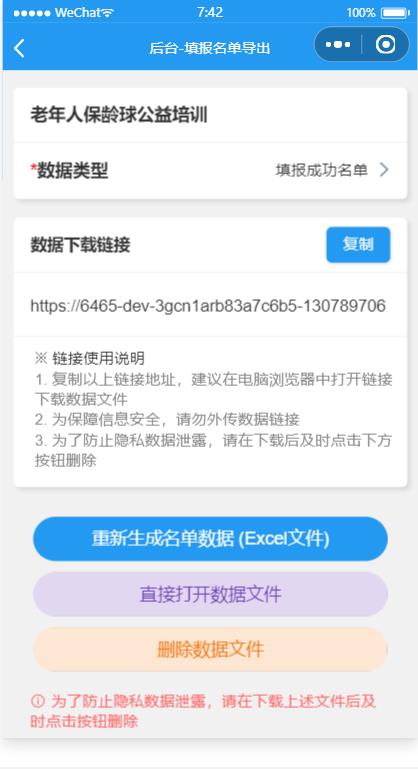 WeChat 7:42 100%
后台-填报名单导出
老年人保龄球公益培训
*数据类型 填报成功名单
数据下载链接 复制
https://6465-dev-3gcn1arb83a7c6b5-130789706
※ 链接使用说明
1. 复制以上链接地址，建议在电脑浏览器中打开链接
下载数据文件
2. 为保障信息安全，请勿外传数据链接
3. 为了防止隐私数据泄露，请在下载后及时点击下方
按钮删除
重新生成名单数据 (Excel文件)
直接打开数据文件
删除数据文件
为了防止隐私数据泄露，请在下载上述文件后及
时点击按钮删除